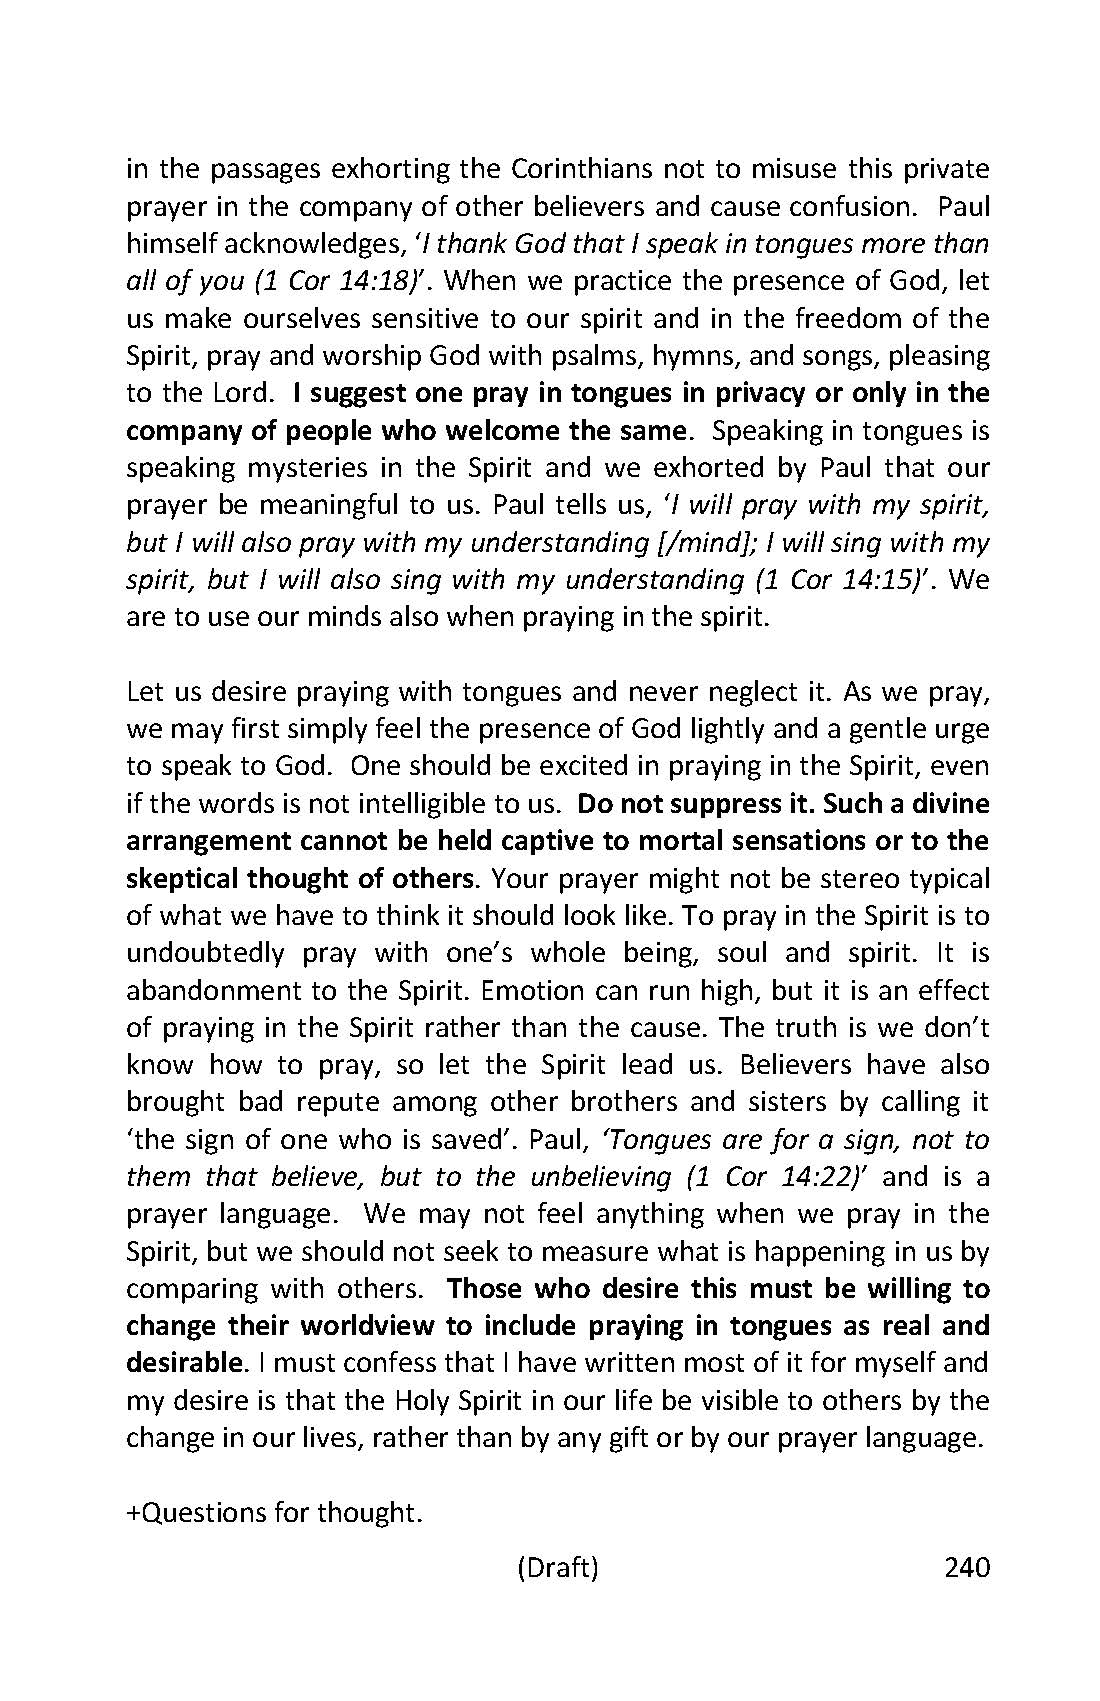 in the passages exhorting the Corinthians not to misuse this private
prayer in the company of other believers and cause confusion.  Paul
himself acknowledges, ‘I thank God that I speak in tongues more than
all of you (1 Cor 14:18)’. When we practice the presence of God, let
us make ourselves sensitive to our spirit and in the freedom of the
Spirit, pray and worship God with psalms, hymns, and songs, pleasing
to the Lord.  I suggest one pray in tongues in privacy or only in the
company of people who welcome the same.  Speaking in tongues is
speaking mysteries in the Spirit and we exhorted by Paul that our
prayer be meaningful to us. Paul tells us, ‘I will pray with my spirit,
but I will also pray with my understanding [/mind]; I will sing with my
spirit, but I will also sing with my understanding (1 Cor 14:15)’. We
are to use our minds also when praying in the spirit.
Let us desire praying with tongues and never neglect it. As we pray,
we may first simply feel the presence of God lightly and a gentle urge
to speak to God.  One should be excited in praying in the Spirit, even
if the words is not intelligible to us.  Do not suppress it. Such a divine
arrangement cannot be held captive to mortal sensations or to the
skeptical thought of others. Your prayer might not be stereo typical
of what we have to think it should look like. To pray in the Spirit is to
undoubtedly pray with one’s whole being, soul and spirit. It is
abandonment to the Spirit. Emotion can run high, but it is an effect
of praying in the Spirit rather than the cause. The truth is we don’t
know how to pray, so let the Spirit lead us. Believers have also
brought bad repute among other brothers and sisters by calling it
‘the sign of one who is saved’. Paul, ‘Tongues are for a sign, not to
them that believe, but to the unbelieving (1 Cor 14:22)’ and is a
prayer language.  We may not feel anything when we pray in the
Spirit, but we should not seek to measure what is happening in us by
comparing with others.  Those who desire this must be willing to
change their worldview to include praying in tongues as real and
desirable. I must confess that I have written most of it for myself and
my desire is that the Holy Spirit in our life be visible to others by the
change in our lives, rather than by any gift or by our prayer language.
+Questions for thought.
(Draft) 240